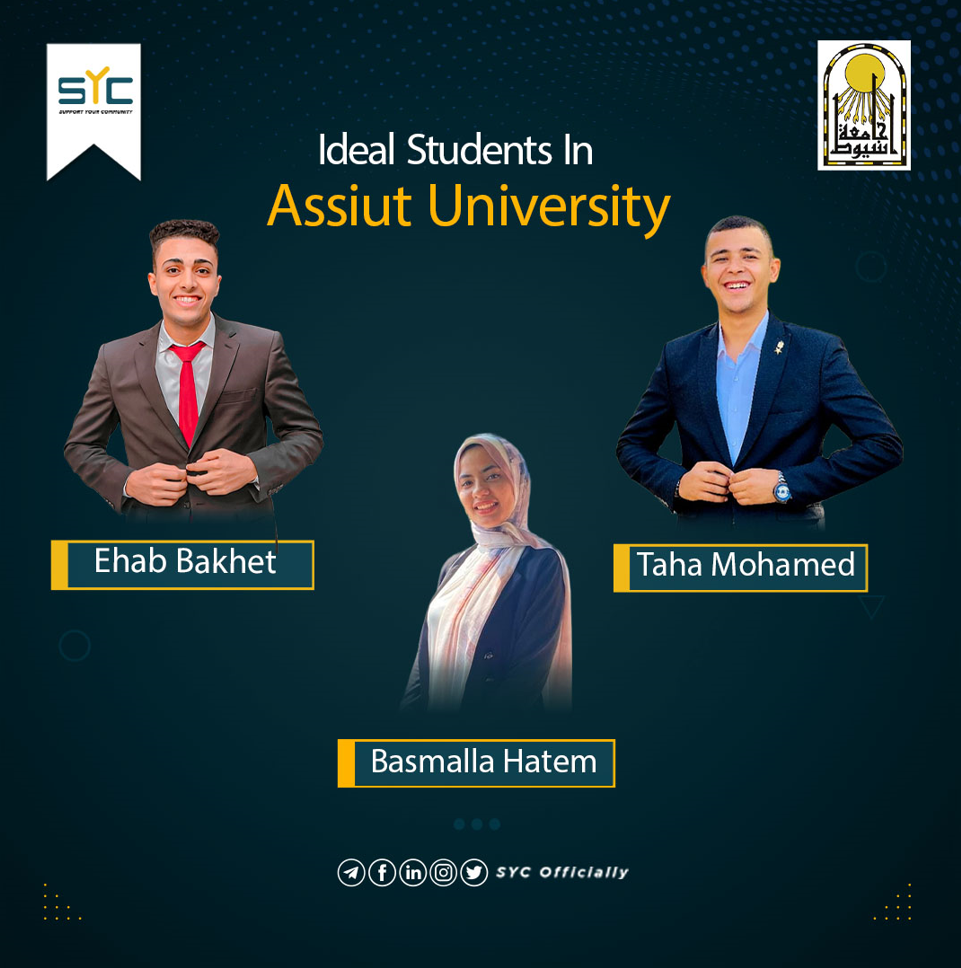 SYC
SUPPORT YOUR COMMUNITY
جامعة
اسيوط
Ideal Students In
Assiut University
Ehab Bakhet
Taha Mohamed
Basmalla Hatem
SYC Officially